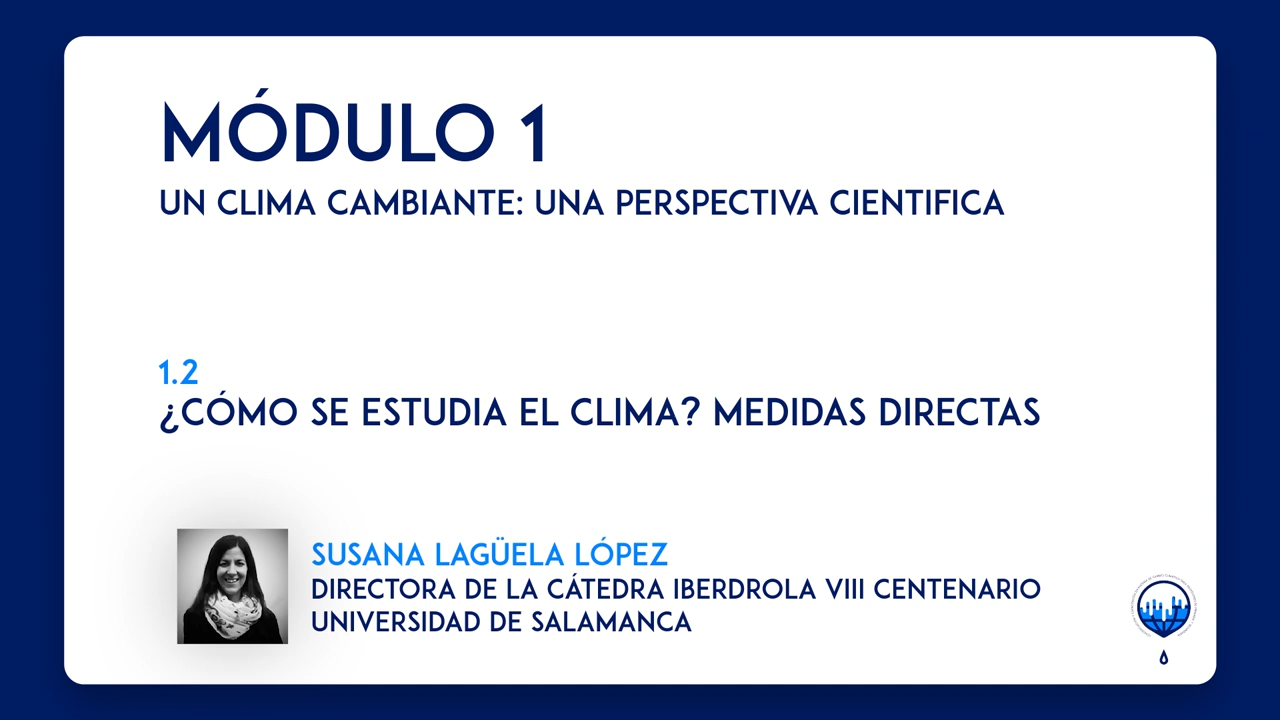 MÓDULO 1
UN CLIMA CAMBIANTE: UNA PERSPECTIVA CIENTIFICA
1.2
¿CÓMO SE ESTUDIA EL CLIMA? MEDIDAS DIRECTAS
SUSANA LAGÜELA LÓPEZ
DIRECTORA DE LA CÁTEDRA IBERDROLA VIII CENTENARIO
UNIVERSIDAD DE SALAMANCA